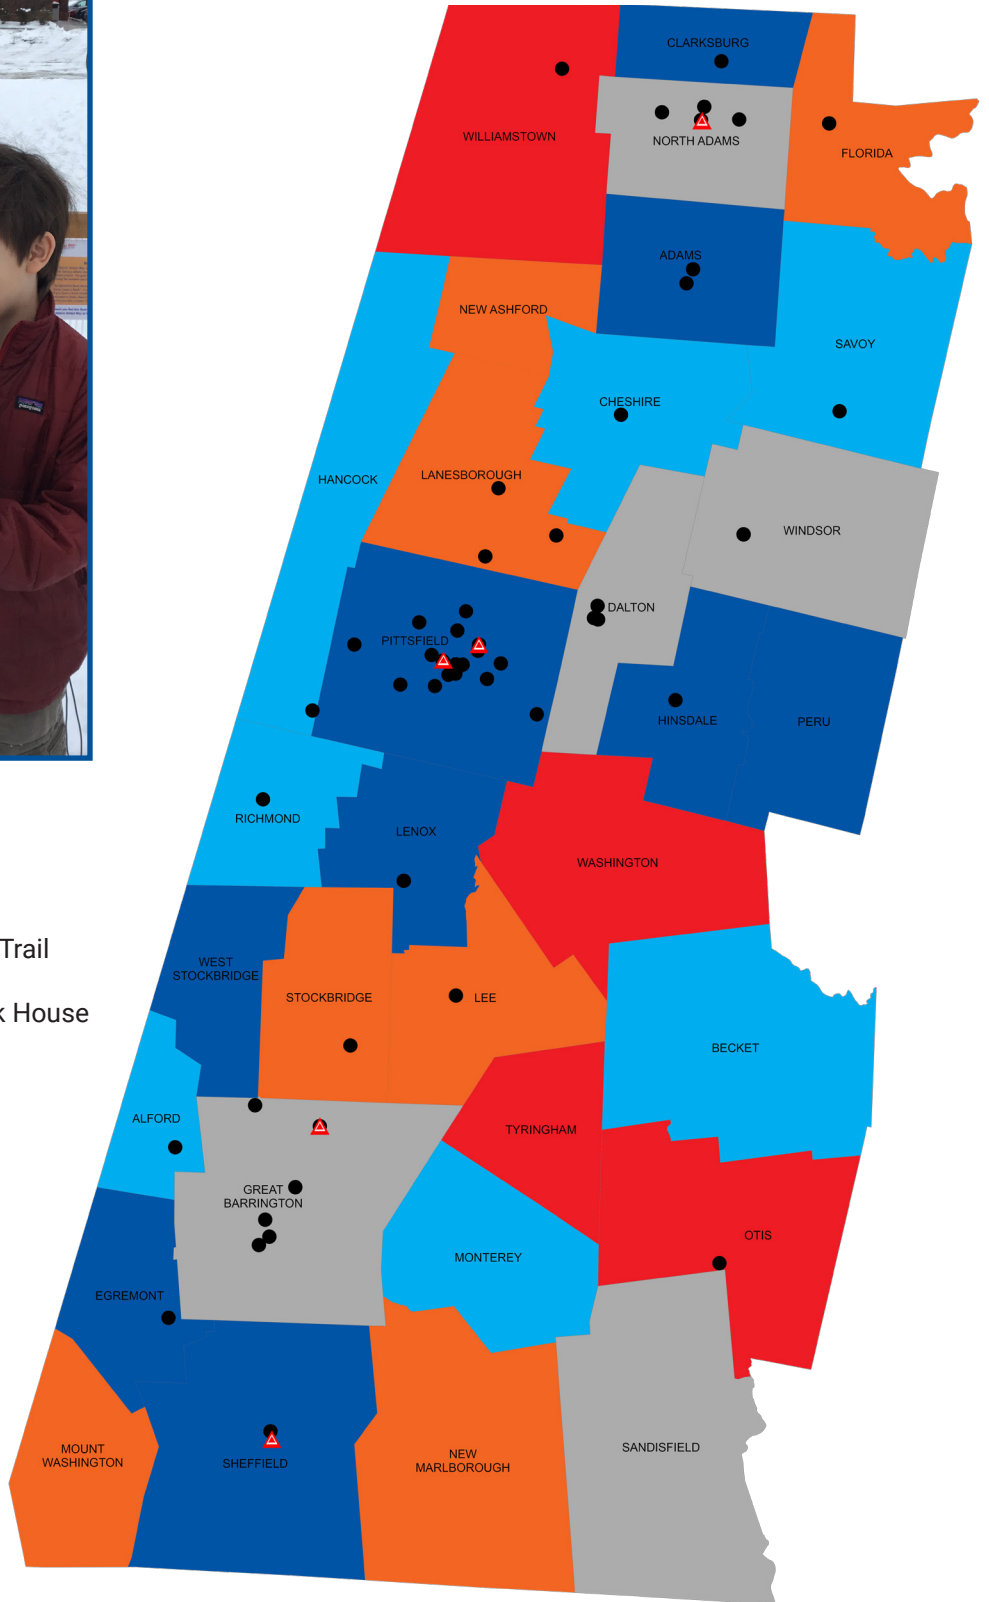 CLARKSBURG
WILLIAMSTOWN
NORTH ADAMS
FLORIDA
ADAMS
NEW ASHFORD
SAVOY
CHESHIRE
LANESBOROUGH
HANCOCK
WINDSOR
DALTON
PITTSFIELD
HINSDALE
PERU
RICHMOND
LENOX
WASHINGTON
Trail
WEST
STOCKBRIDGE
STOCKBRIDGE
LEE
k House
BECKET
ALFORD
TYRINGHAM
GREAT
BARRINGTON
OTIS
MONTEREY
EGREMONT
MOUNT
WASHINGTON
SHEFFIELD
NEW
MARLBOROUGH
SANDISFIELD
patagonia